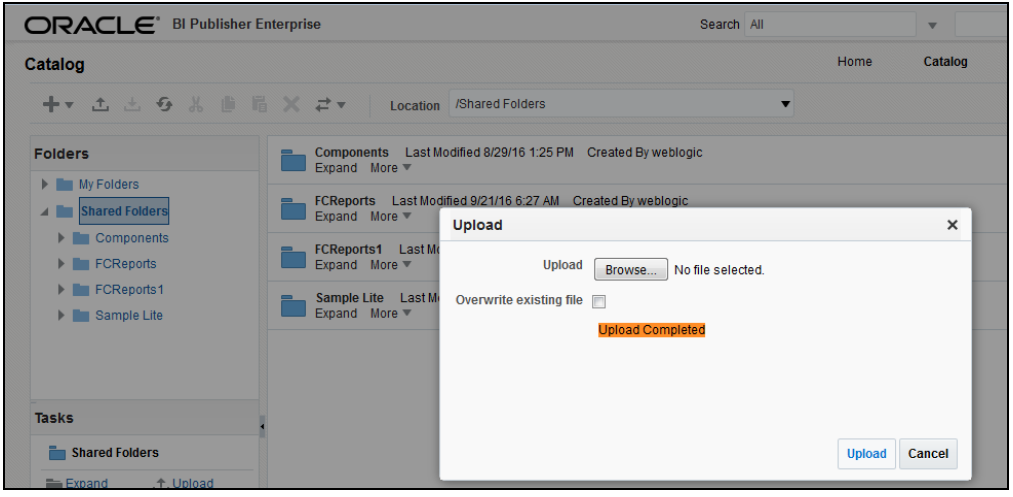 ORACLE® BI Publisher Enterprise Search All
Catalog Home Catalog
Location /Shared Folders
Folders
My Folders
Shared Folders
Components
FCReports
FCReports1
Sample Lite
Tasks
Shared Folders
Expand Upload
Components Last Modified 8/29/16 1:25 PM Created By weblogic
Expand More
FCReports Last Modified 9/21/16 6:27 AM Created By weblogic
Expand More
FCReports1 Last Mo
Expand More
Sample Lite Last M
Expand More
Upload
Upload Browse... No file selected.
Overwrite existing file
Upload Completed
Upload Cancel